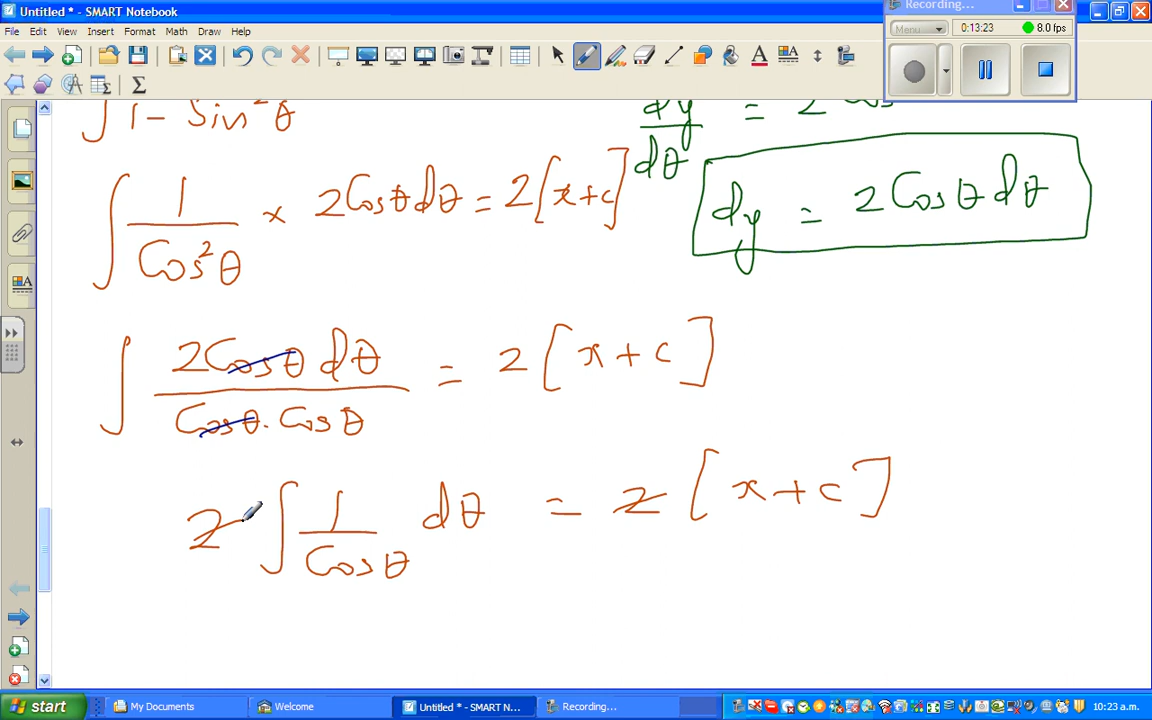 Untitled * - SMART Notebook
Recording...
File Edit View Insert Format Math Draw Help
Menu 0:13:23 8.0 fps
∫ 1 - Sin²θ
dy/dθ = 2 Cos
∫ 1/Cos²θ × 2Cosθ dθ = 2[x+c]
dy = 2Cosθ dθ
∫ 2Cosθ dθ / Cosθ . Cosθ = 2[x+c]
2 ∫ 1/Cosθ dθ = 2[x+c]
start My Documents Welcome Untitled * - SMART N... Recording... 10:23 a.m.